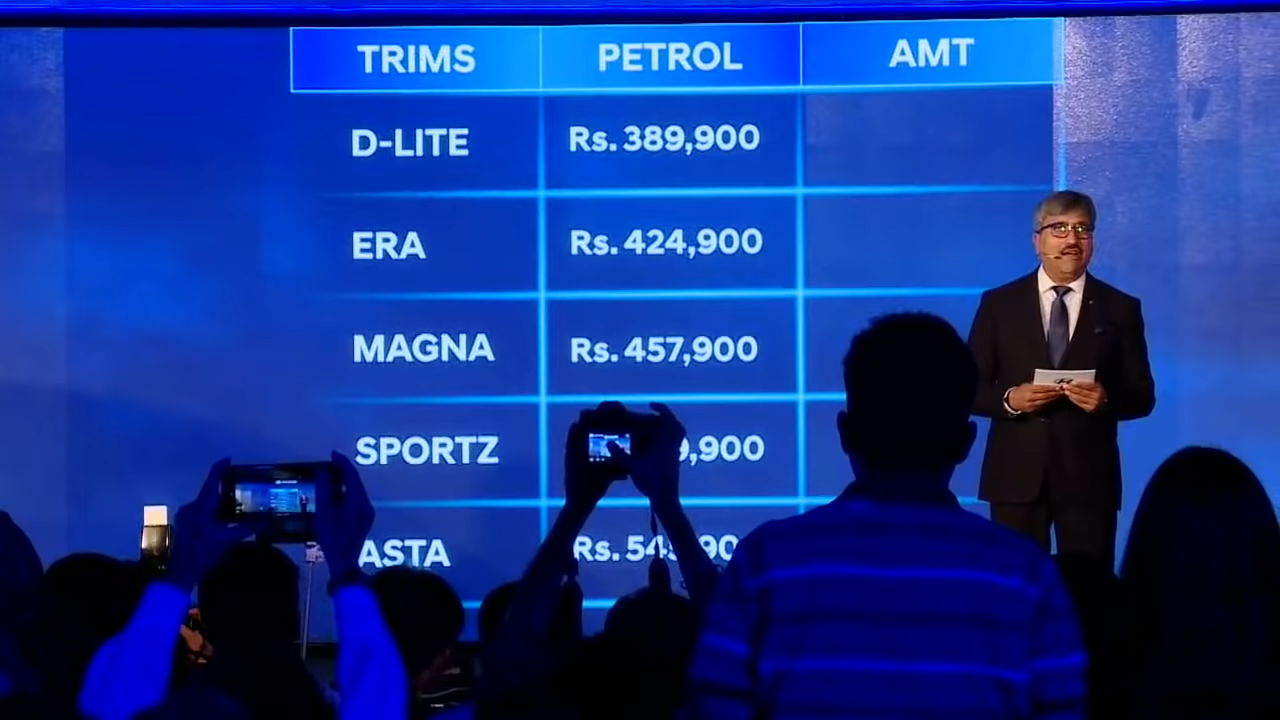 TRIMS PETROL AMT
D-LITE Rs. 389,900
ERA Rs. 424,900
MAGNA Rs. 457,900
SPORTZ
ASTA